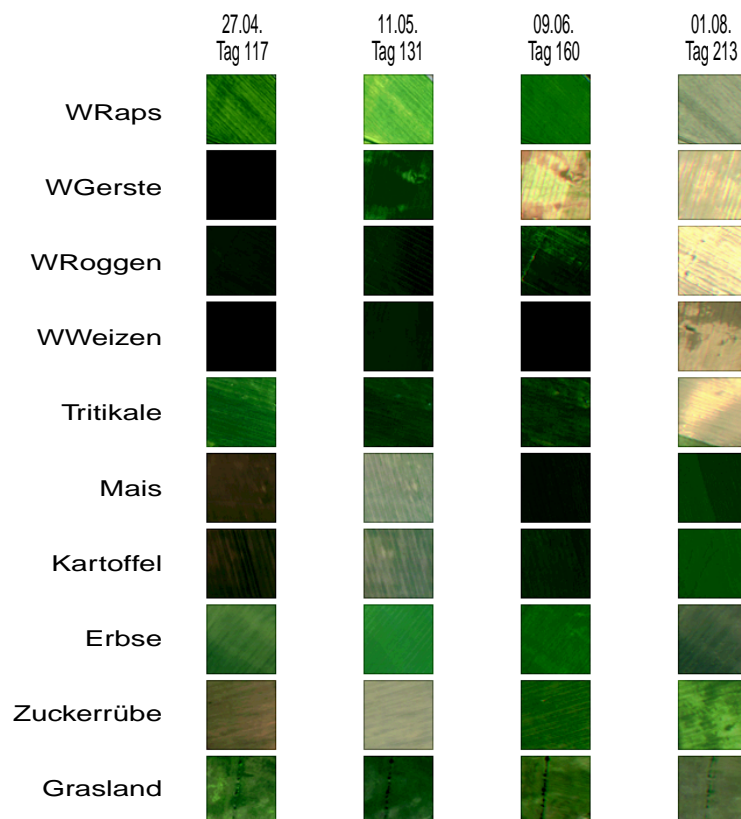 27.04. 11.05. 09.06. 01.08.
Tag 117 Tag 131 Tag 160 Tag 213
WRaps
WGerste
WRoggen
WWeizen
Tritikale
Mais
Kartoffel
Erbse
Zuckerrübe
Grasland